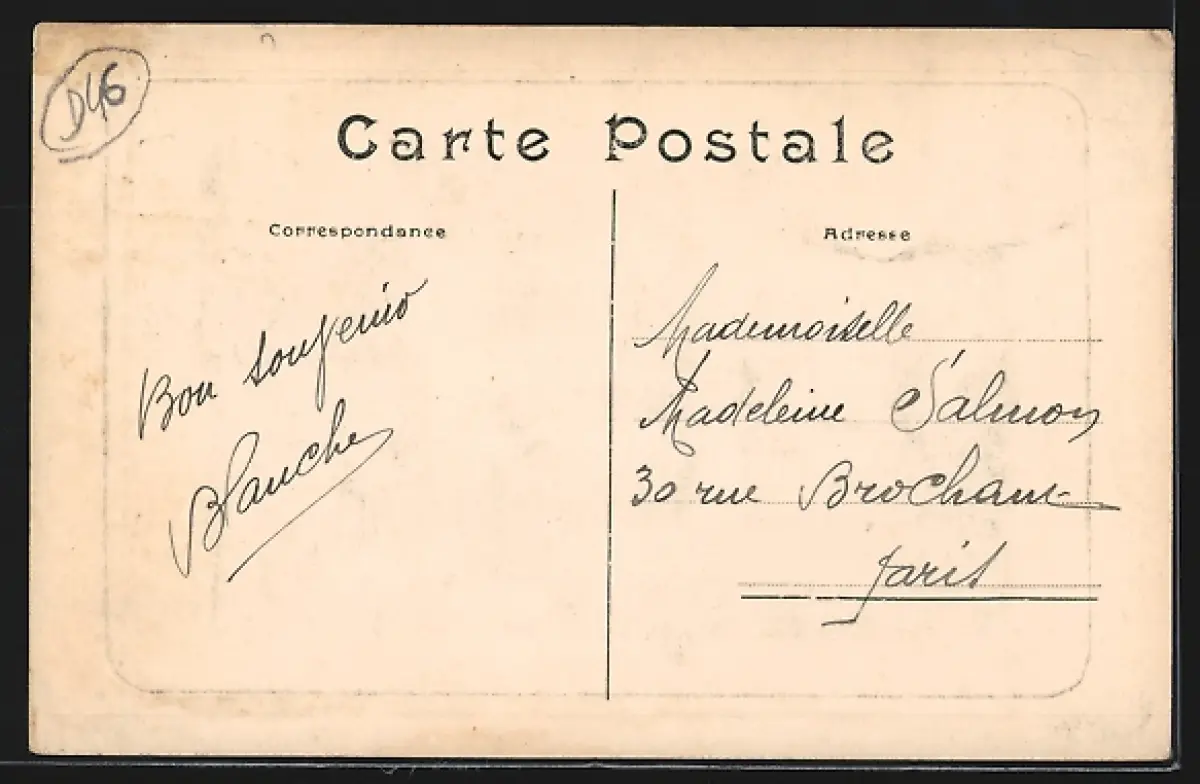 D46
Carte Postale
Correspondance
Adresse
Bon souvenir
Blanche
Mademoiselle
Madeleine Salmon
30 rue Brochant
Paris